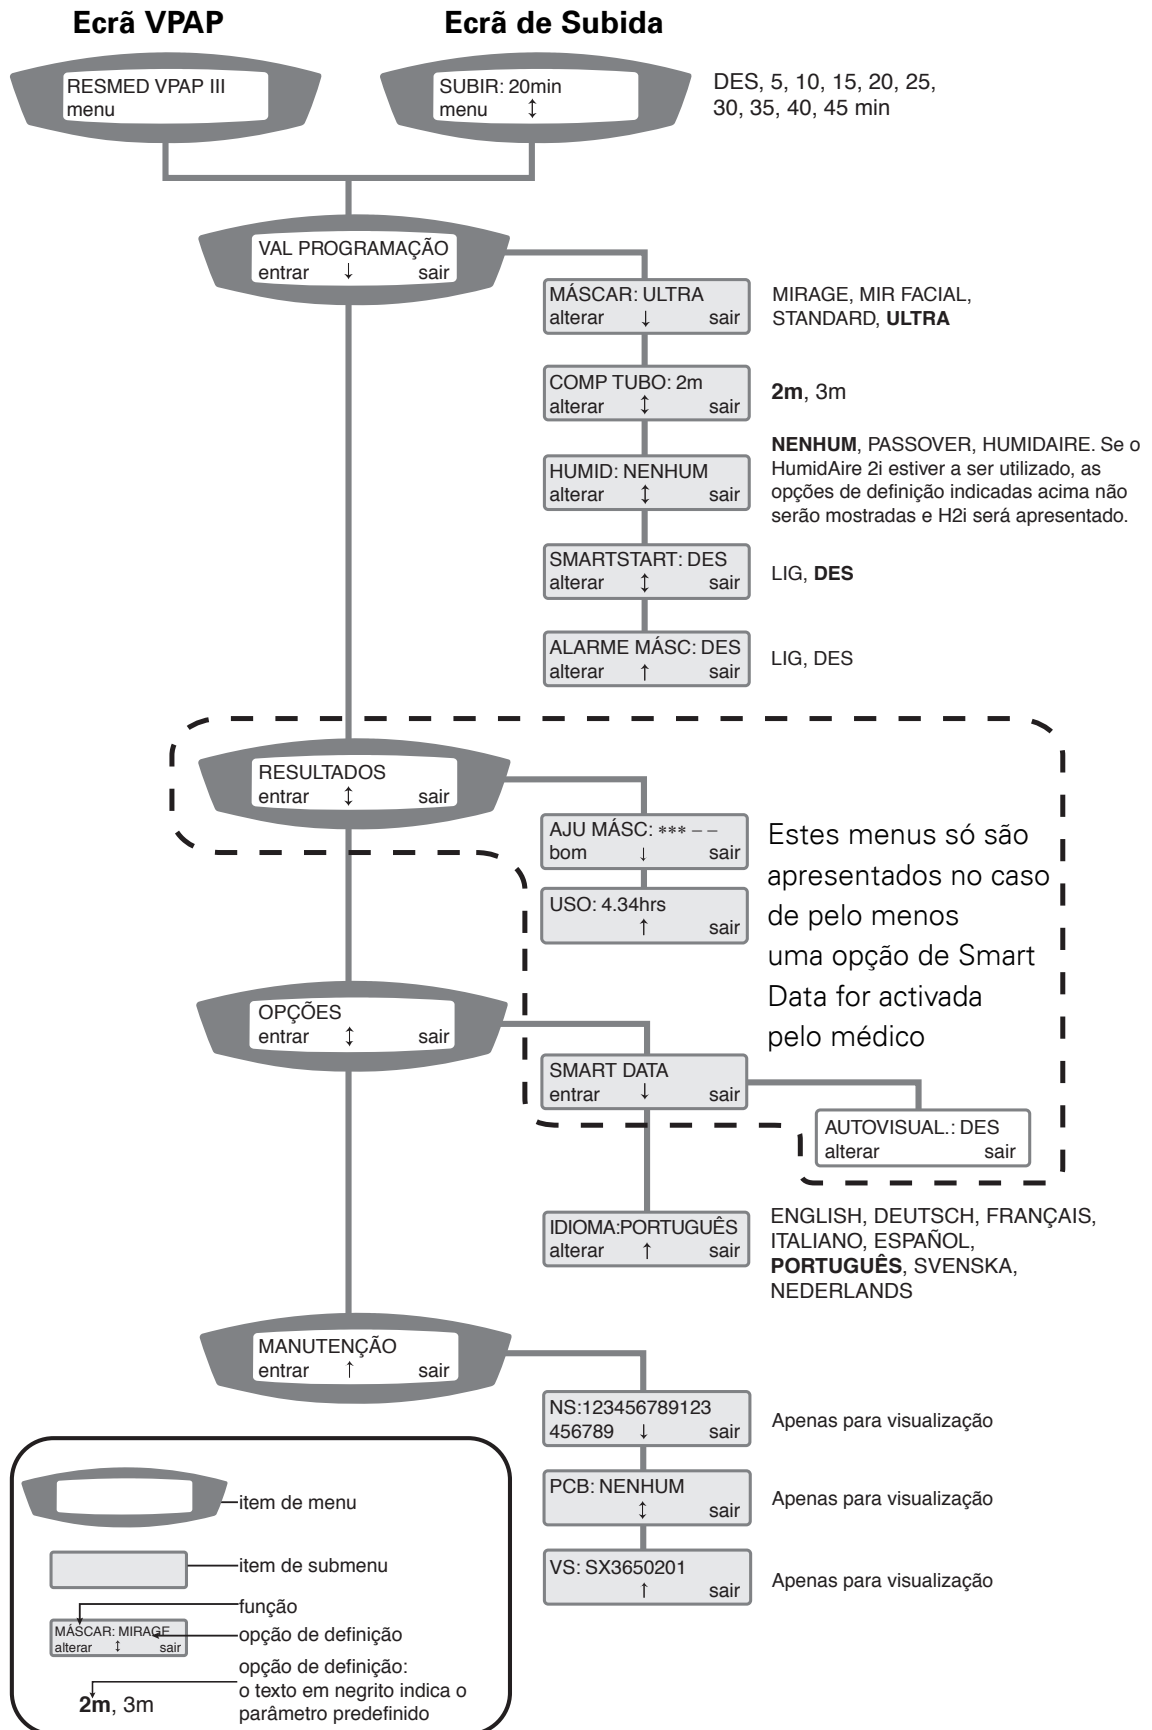 Ecrã VPAP
Ecrã de Subida
RESMED VPAP III
menu
SUBIR: 20min
menu ↕
DES, 5, 10, 15, 20, 25,
30, 35, 40, 45 min
VAL PROGRAMAÇÃO
entrar ↓ sair
MÁSCAR: ULTRA
alterar ↓ sair
MIRAGE, MIR FACIAL,
STANDARD, ULTRA
COMP TUBO: 2m
alterar ↕ sair
2m, 3m
HUMID: NENHUM
alterar ↕ sair
NENHUM, PASSOVER, HUMIDAIRE. Se o
HumidAire 2i estiver a ser utilizado, as
opções de definição indicadas acima não
serão mostradas e H2i será apresentado.
SMARTSTART: DES
alterar ↕ sair
LIG, DES
ALARME MÁSC: DES
alterar ↑ sair
LIG, DES
RESULTADOS
entrar ↕ sair
AJU MÁSC: *** – –
bom ↓ sair
USO: 4.34hrs
↑ sair
Estes menus só são
apresentados no caso
de pelo menos
uma opção de Smart
Data for activada
pelo médico
OPÇÕES
entrar ↕ sair
SMART DATA
entrar ↓ sair
AUTOVISUAL.: DES
alterar sair
IDIOMA:PORTUGUÊS
alterar ↑ sair
ENGLISH, DEUTSCH, FRANÇAIS,
ITALIANO, ESPAÑOL,
PORTUGUÊS, SVENSKA,
NEDERLANDS
MANUTENÇÃO
entrar ↑ sair
NS:123456789123
456789 ↓ sair
Apenas para visualização
PCB: NENHUM
↕ sair
Apenas para visualização
VS: SX3650201
↑ sair
Apenas para visualização
item de menu
item de submenu
função
MÁSCAR: MIRAGE
alterar ↕ sair
opção de definição
2m, 3m
opção de definição:
o texto em negrito indica o
parâmetro predefinido